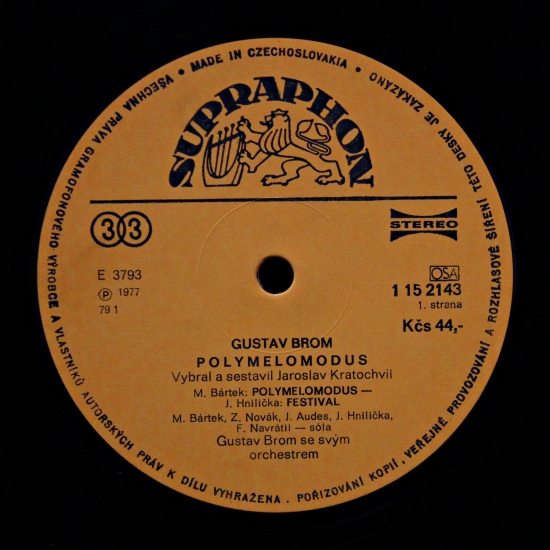 • MADE IN CZECHOSLOVAKIA •
VŠECHNA PRÁVA GRAMOFONOVÉHO VÝROBCE A VLASTNÍKŮ AUTORSKÝCH PRÁV K DÍLU VYHRAŽENA . POŘIZOVÁNÍ KOPIÍ, VEŘEJNÉ PROVOZOVÁNÍ A ROZHLASOVÉ ŠÍŘENÍ TÉTO DESKY JE ZAKÁZÁNO
SUPRAPHON
33
STEREO
E 3793
℗ 1977
79 1
OSA
1 15 2143
1. strana
Kčs 44,-
GUSTAV BROM
POLYMELOMODUS
Vybral a sestavil Jaroslav Kratochvíl
M. Bártek: POLYMELOMODUS —
J. Hnilička: FESTIVAL
M. Bártek, Z. Novák, J. Audes, J. Hnilička,
F. Navrátil — sóla
Gustav Brom se svým
orchestrem